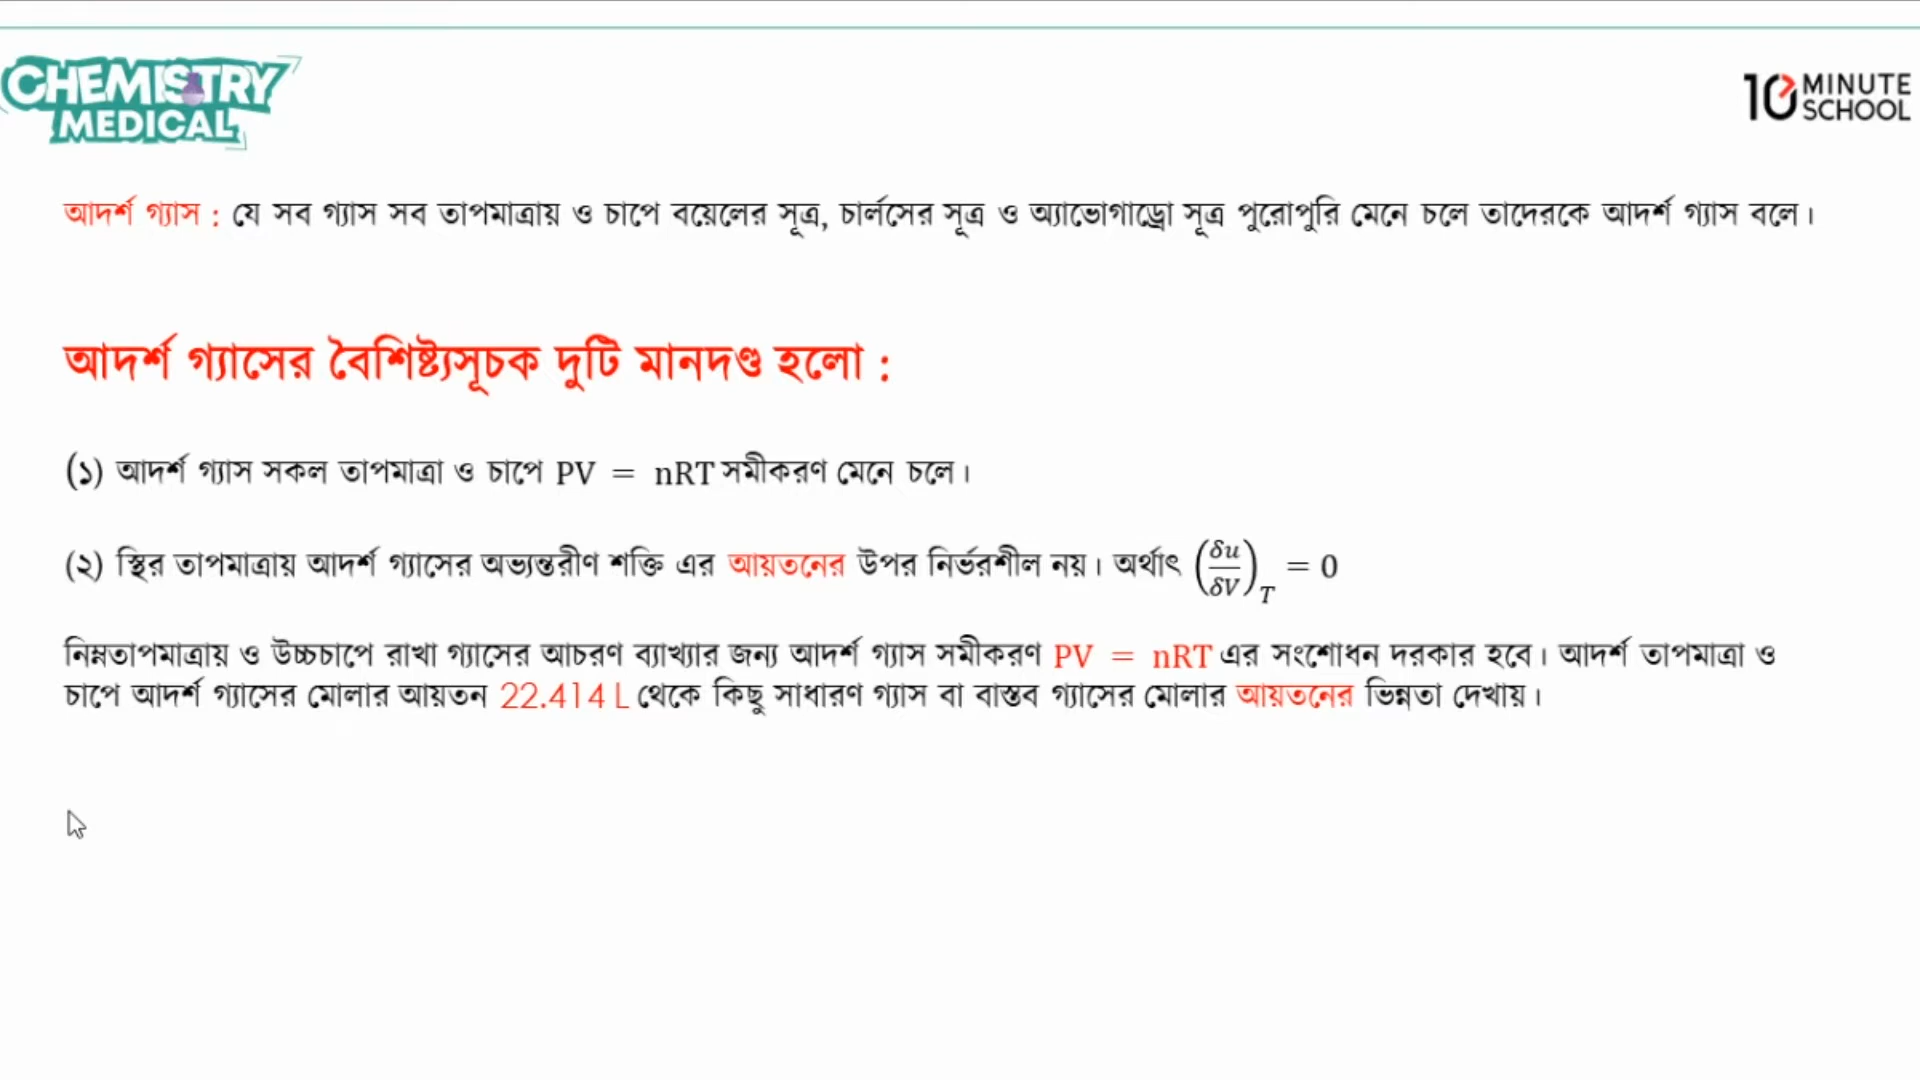 CHEMISTRY
MEDICAL
10 MINUTE
SCHOOL
আদর্শ গ্যাস : যে সব গ্যাস সব তাপমাত্রায় ও চাপে বয়েলের সূত্র, চার্লসের সূত্র ও অ্যাভোগাড্রো সূত্র পুরোপুরি মেনে চলে তাদেরকে আদর্শ গ্যাস বলে।
আদর্শ গ্যাসের বৈশিষ্ট্যসূচক দুটি মানদণ্ড হলো :
(১) আদর্শ গ্যাস সকল তাপমাত্রা ও চাপে PV = nRT সমীকরণ মেনে চলে।
(২) স্থির তাপমাত্রায় আদর্শ গ্যাসের অভ্যন্তরীণ শক্তি এর আয়তনের উপর নির্ভরশীল নয়। অর্থাৎ (δu/δV)T = 0
নিম্নতাপমাত্রায় ও উচ্চচাপে রাখা গ্যাসের আচরণ ব্যাখ্যার জন্য আদর্শ গ্যাস সমীকরণ PV = nRT এর সংশোধন দরকার হবে। আদর্শ তাপমাত্রা ও
চাপে আদর্শ গ্যাসের মোলার আয়তন 22.414 L থেকে কিছু সাধারণ গ্যাস বা বাস্তব গ্যাসের মোলার আয়তনের ভিন্নতা দেখায়।